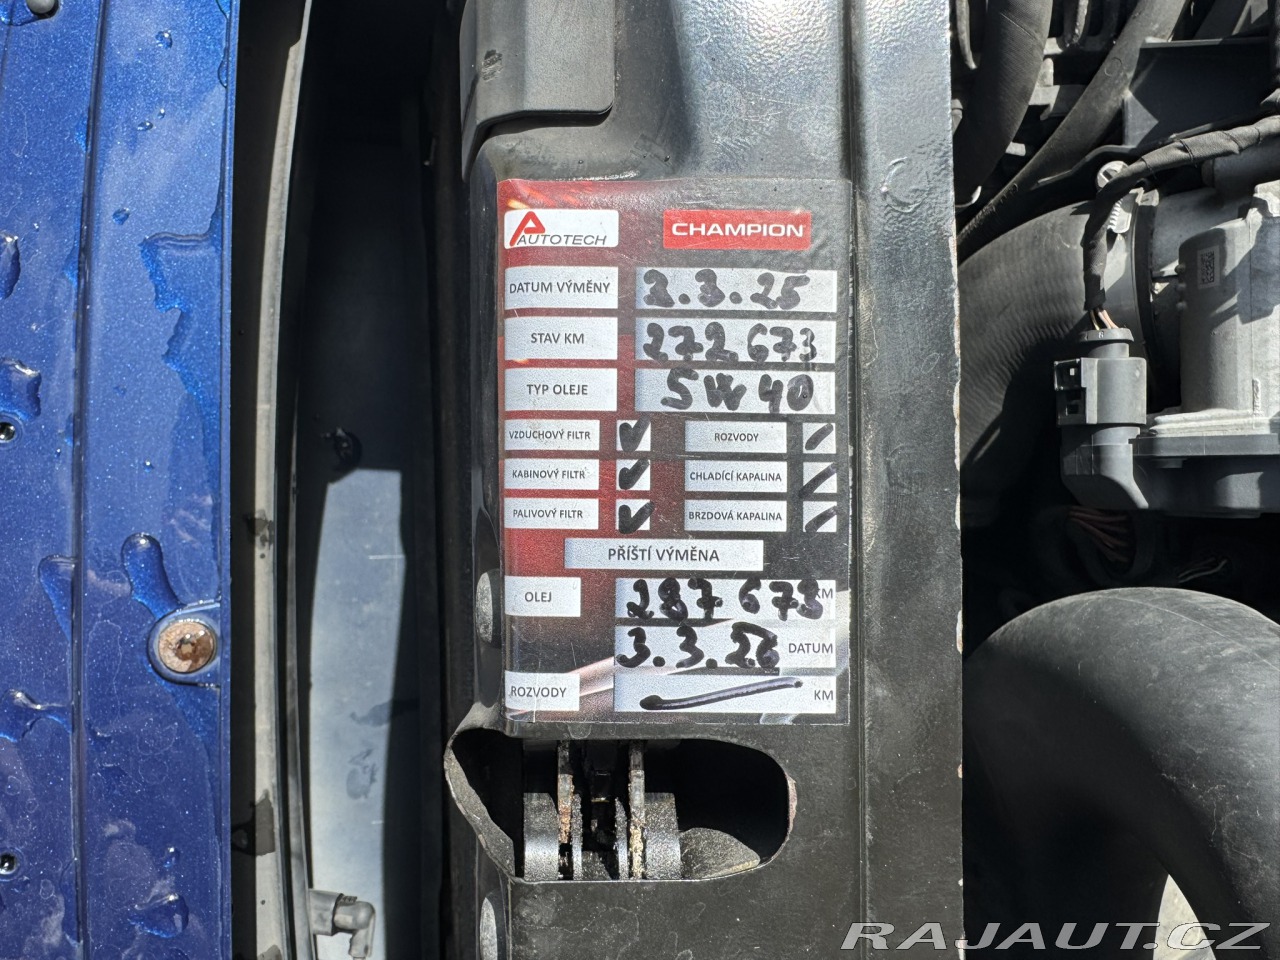 AUTOTECH CHAMPION
DATUM VÝMĚNY 2.3.25
STAV KM 272 673
TYP OLEJE 5W40
VZDUCHOVÝ FILTR ROZVODY
KABINOVÝ FILTR CHLADÍCÍ KAPALINA
PALIVOVÝ FILTR BRZDOVÁ KAPALINA
PŘÍŠTÍ VÝMĚNA
OLEJ 287 673 KM
3.3.26 DATUM
ROZVODY KM
RAJAUT.CZ